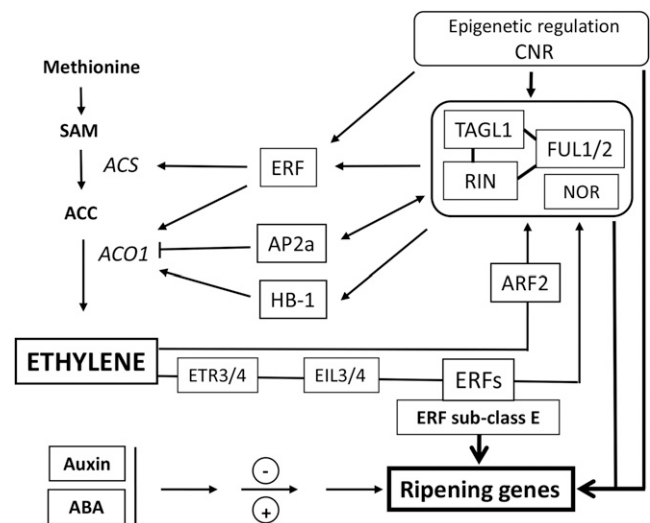 Epigenetic regulation
CNR
Methionine
SAM
ACS
ERF
TAGL1
FUL1/2
RIN
NOR
ACC
ACO1
AP2a
HB-1
ARF2
ETHYLENE
ETR3/4
EIL3/4
ERFs
ERF sub-class E
Auxin
ABA
-
+
Ripening genes